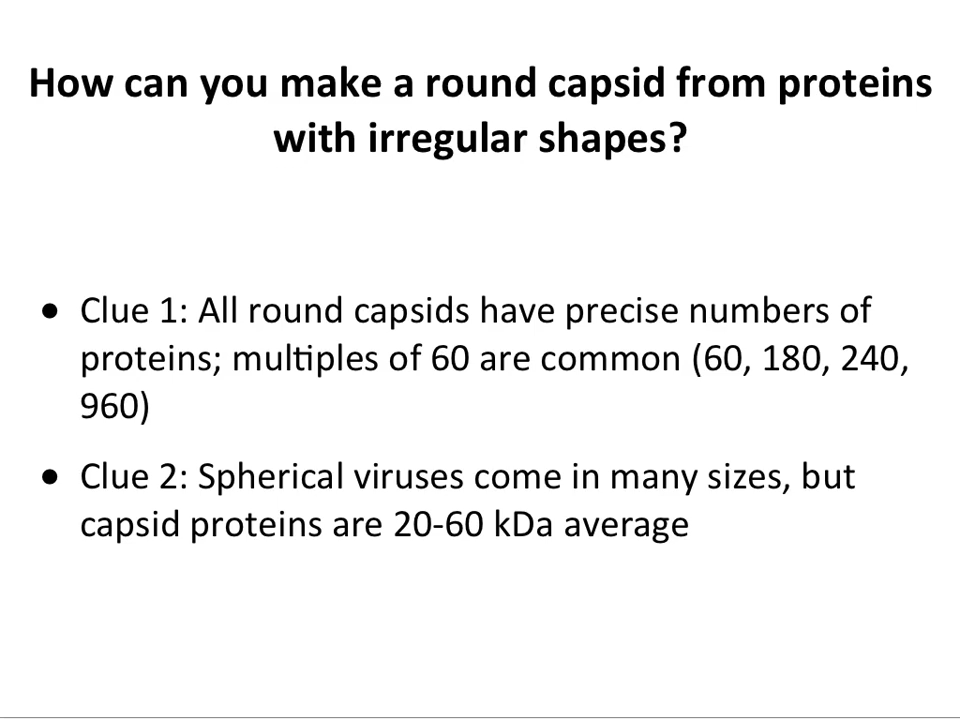 How can you make a round capsid from proteins
with irregular shapes?
• Clue 1: All round capsids have precise numbers of
proteins; multiples of 60 are common (60, 180, 240,
960)
• Clue 2: Spherical viruses come in many sizes, but
capsid proteins are 20-60 kDa average